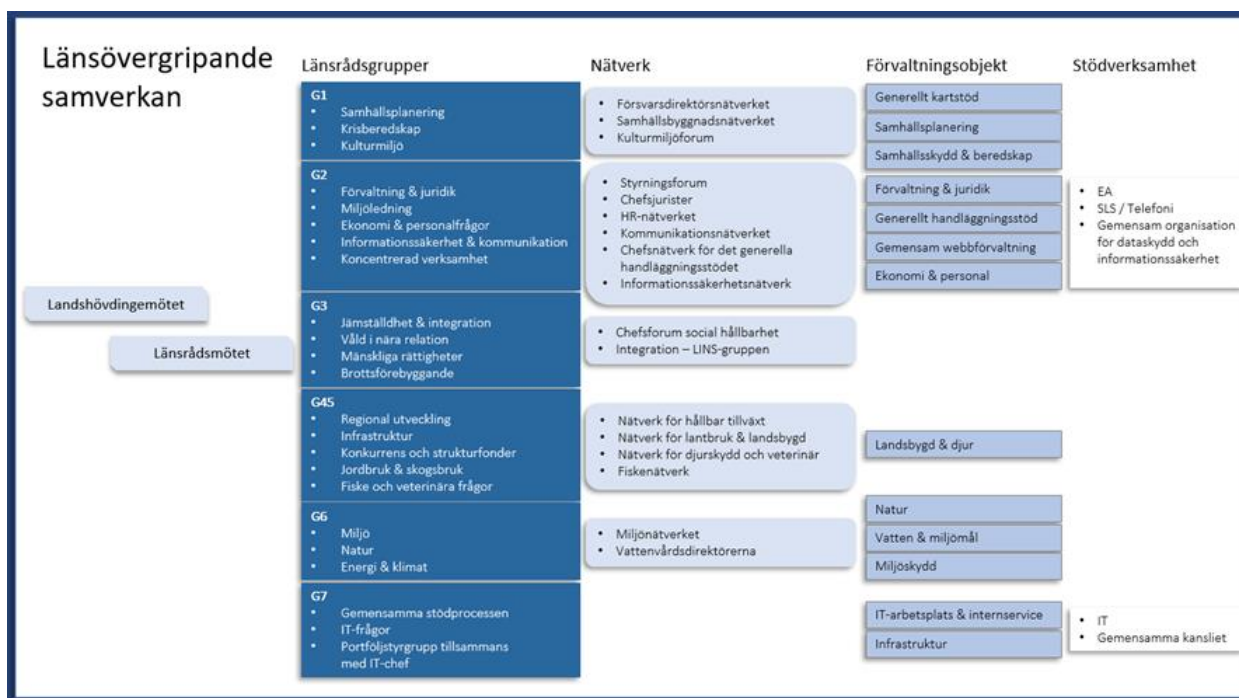 Länsövergripande
samverkan
Länsrådsgrupper
Nätverk
Förvaltningsobjekt
Stödverksamhet
Landshövdingemötet
Länsrådsmötet
G1
• Samhällsplanering
• Krisberedskap
• Kulturmiljö
• Försvarsdirektörsnätverket
• Samhällsbyggnadsnätverket
• Kulturmiljöforum
Generellt kartstöd
Samhällsplanering
Samhällsskydd & beredskap
G2
• Förvaltning & juridik
• Miljöledning
• Ekonomi & personalfrågor
• Informationssäkerhet & kommunikation
• Koncentrerad verksamhet
• Styrningsforum
• Chefsjurister
• HR-nätverket
• Kommunikationsnätverket
• Chefsnätverk för det generella
handläggningsstödet
• Informationssäkerhetsnätverk
Förvaltning & juridik
Generellt handläggningsstöd
Gemensam webbförvaltning
Ekonomi & personal
• EA
• SLS / Telefoni
• Gemensam organisation
för dataskydd och
informationssäkerhet
G3
• Jämställdhet & integration
• Våld i nära relation
• Mänskliga rättigheter
• Brottsförebyggande
• Chefsforum social hållbarhet
• Integration – LINS-gruppen
G45
• Regional utveckling
• Infrastruktur
• Konkurrens och strukturfonder
• Jordbruk & skogsbruk
• Fiske och veterinära frågor
• Nätverk för hållbar tillväxt
• Nätverk för lantbruk & landsbygd
• Nätverk för djurskydd och veterinär
• Fiskenätverk
Landsbygd & djur
G6
• Miljö
• Natur
• Energi & klimat
• Miljönätverket
• Vattenvårdsdirektörerna
Natur
Vatten & miljömål
Miljöskydd
G7
• Gemensamma stödprocessen
• IT-frågor
• Portföljstyrgrupp tillsammans
med IT-chef
IT-arbetsplats & internservice
Infrastruktur
• IT
• Gemensamma kansliet